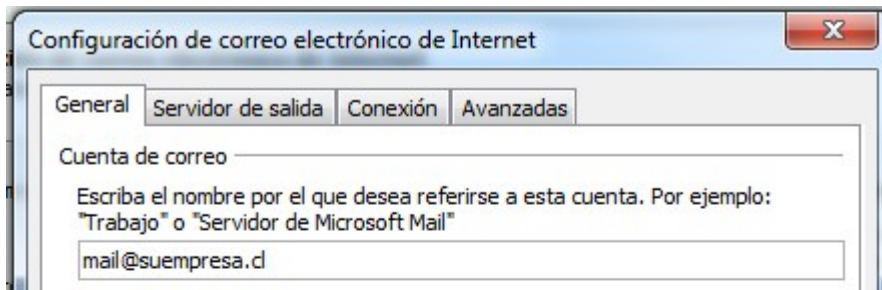 Configuración de correo electrónico de Internet
General Servidor de salida Conexión Avanzadas
Cuenta de correo
Escriba el nombre por el que desea referirse a esta cuenta. Por ejemplo:
"Trabajo" o "Servidor de Microsoft Mail"
mail@suempresa.cl